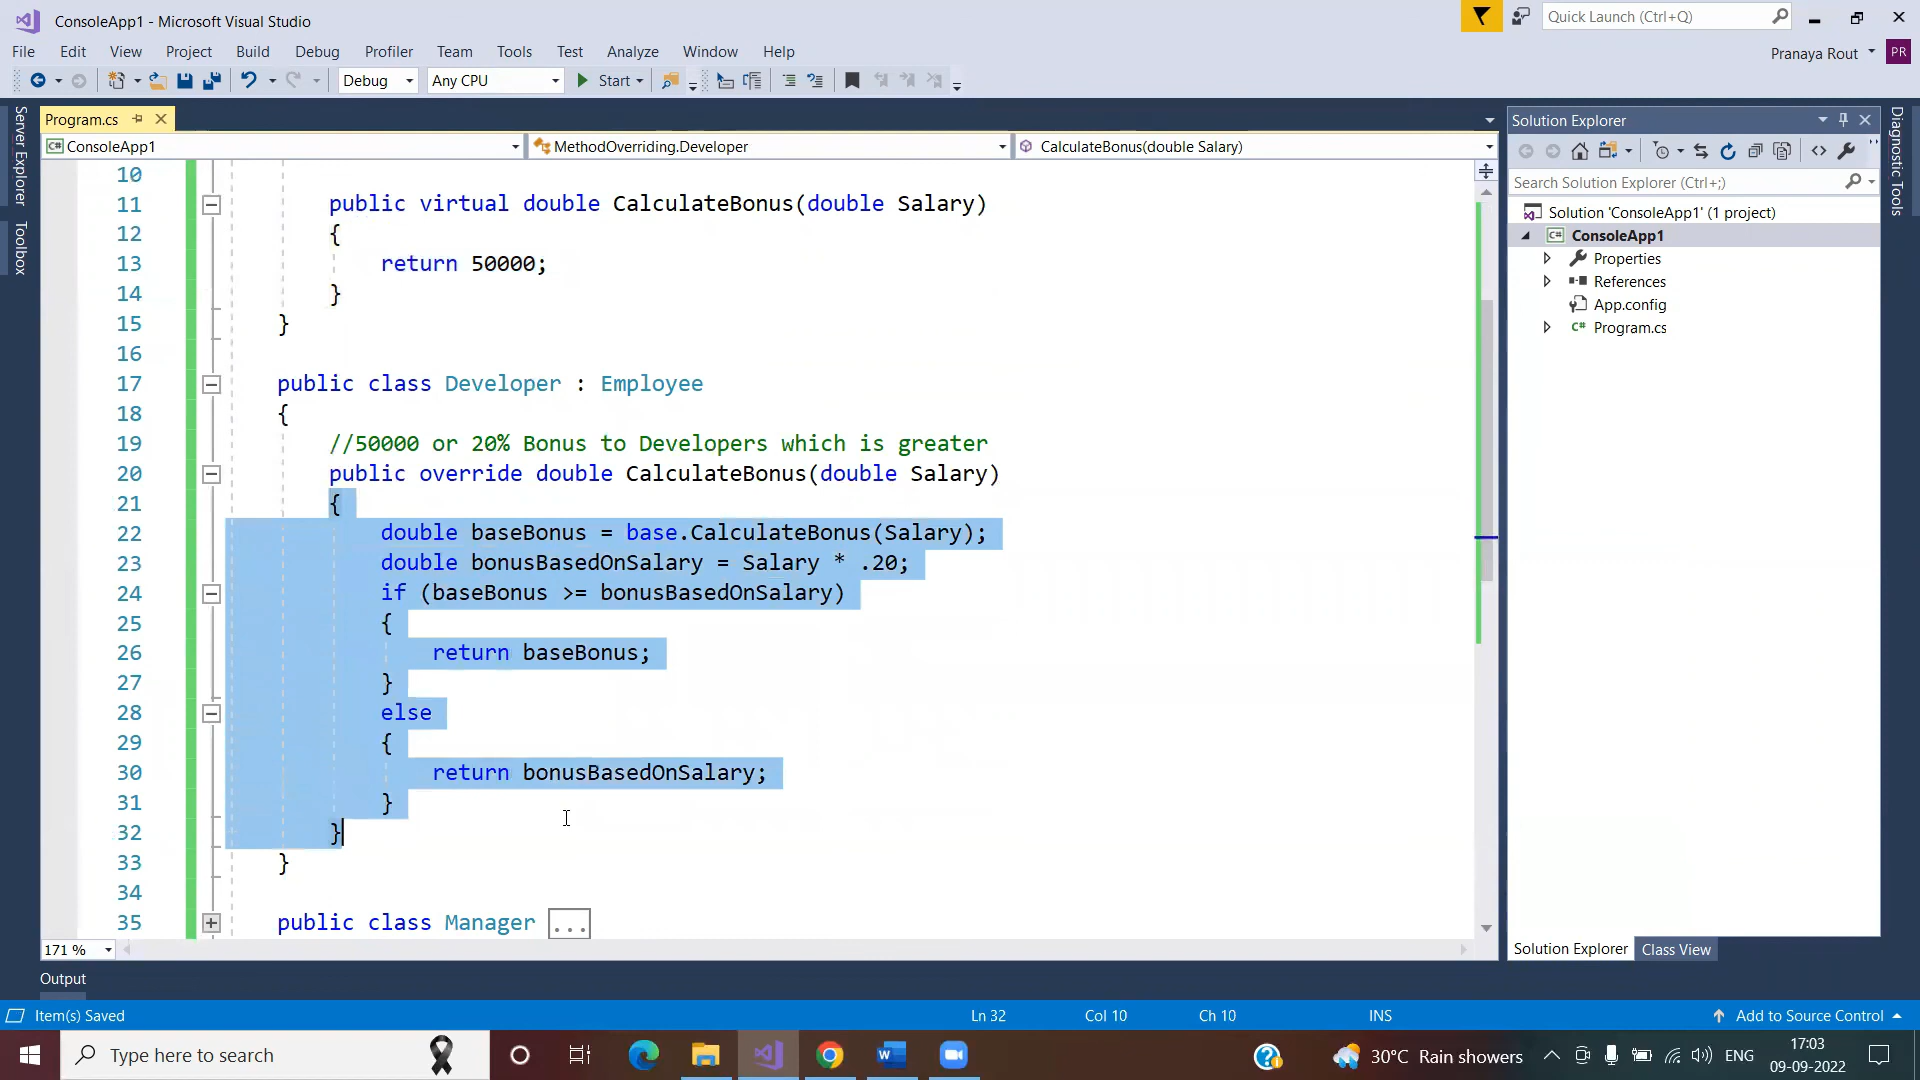 ConsoleApp1 - Microsoft Visual Studio
Quick Launch (Ctrl+Q)
File Edit View Project Build Debug Profiler Team Tools Test Analyze Window Help
Pranaya Rout PR
Debug Any CPU Start
Server Explorer
Toolbox
Program.cs
ConsoleApp1 MethodOverriding.Developer CalculateBonus(double Salary)
10
11 public virtual double CalculateBonus(double Salary)
12 {
13 return 50000;
14 }
15 }
16
17 public class Developer : Employee
18 {
19 //50000 or 20% Bonus to Developers which is greater
20 public override double CalculateBonus(double Salary)
21 {
22 double baseBonus = base.CalculateBonus(Salary);
23 double bonusBasedOnSalary = Salary * .20;
24 if (baseBonus >= bonusBasedOnSalary)
25 {
26 return baseBonus;
27 }
28 else
29 {
30 return bonusBasedOnSalary;
31 }
32 }
33 }
34
35 public class Manager ...
171 %
Solution Explorer
Search Solution Explorer (Ctrl+;)
Solution 'ConsoleApp1' (1 project)
C# ConsoleApp1
Properties
References
App.config
C# Program.cs
Solution Explorer Class View
Diagnostic Tools
Output
Item(s) Saved Ln 32 Col 10 Ch 10 INS Add to Source Control
Type here to search
30°C Rain showers ENG
17:03
09-09-2022